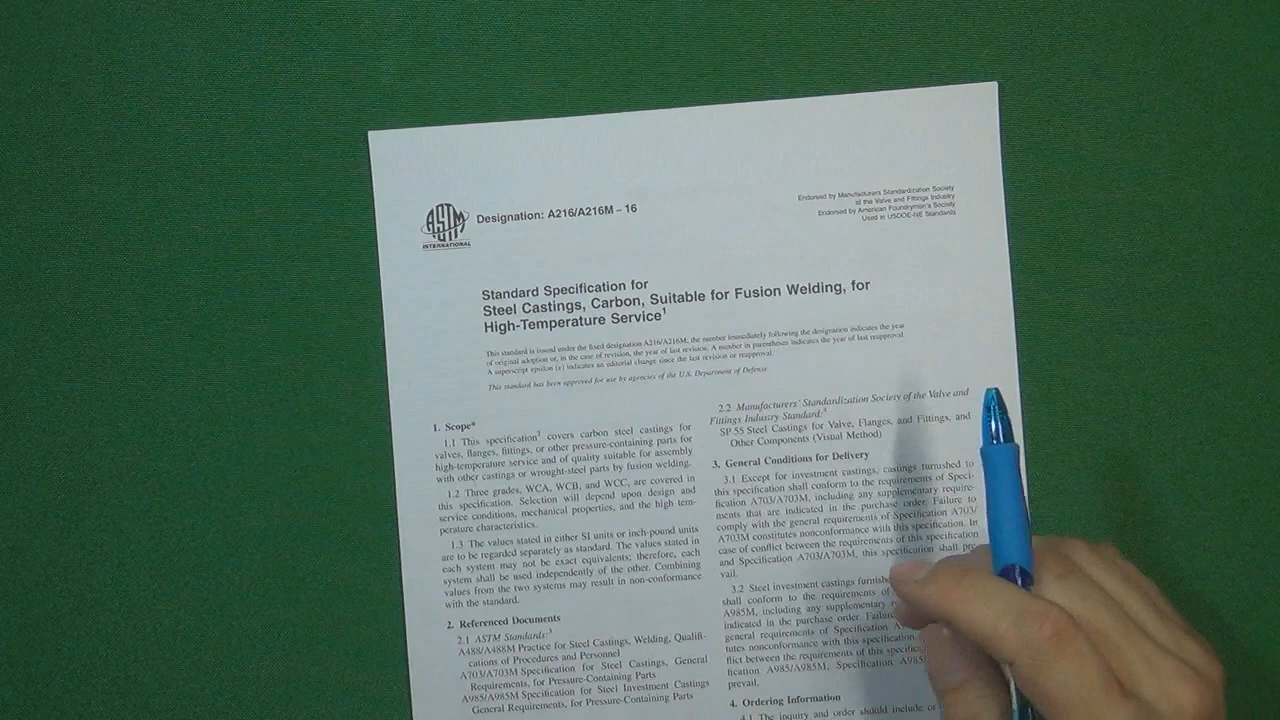 ASTM
INTERNATIONAL
Designation: A216/A216M – 16
Endorsed by Manufacturers Standardization Society
of the Valve and Fittings Industry
Endorsed by American Foundrymen's Society
Used in USDOE-NE Standards
Standard Specification for
Steel Castings, Carbon, Suitable for Fusion Welding, for
High-Temperature Service¹
This standard is issued under the fixed designation A216/A216M; the number immediately following the designation indicates the year
of original adoption or, in the case of revision, the year of last revision. A number in parentheses indicates the year of last reapproval.
A superscript epsilon (ε) indicates an editorial change since the last revision or reapproval.
This standard has been approved for use by agencies of the U.S. Department of Defense.
1. Scope*
1.1 This specification² covers carbon steel castings for
valves, flanges, fittings, or other pressure-containing parts for
high-temperature service and of quality suitable for assembly
with other castings or wrought-steel parts by fusion welding.
1.2 Three grades, WCA, WCB, and WCC, are covered in
this specification. Selection will depend upon design and
service conditions, mechanical properties, and the high tem-
perature characteristics.
1.3 The values stated in either SI units or inch-pound units
are to be regarded separately as standard. The values stated in
each system may not be exact equivalents; therefore, each
system shall be used independently of the other. Combining
values from the two systems may result in non-conformance
with the standard.
2. Referenced Documents
2.1 ASTM Standards:³
A488/A488M Practice for Steel Castings, Welding, Qualifi-
cations of Procedures and Personnel
A703/A703M Specification for Steel Castings, General
Requirements, for Pressure-Containing Parts
A985/A985M Specification for Steel Investment Castings
General Requirements, for Pressure-Containing Parts
2.2 Manufacturers' Standardization Society of the Valve and
Fittings Industry Standard:⁴
SP 55 Steel Castings for Valve, Flanges, and Fittings, and
Other Components (Visual Method)
3. General Conditions for Delivery
3.1 Except for investment castings, castings furnished to
this specification shall conform to the requirements of Speci-
fication A703/A703M, including any supplementary require-
ments that are indicated in the purchase order. Failure to
comply with the general requirements of Specification A703/
A703M constitutes nonconformance with this specification. In
case of conflict between the requirements of this specification
and Specification A703/A703M, this specification shall pre-
vail.
3.2 Steel investment castings
shall conform to the requirements of
A985M, including any supplementary
indicated in the purchase order.
general requirements of Specification
tutes nonconformance with this specification.
flict between the requirements of this
fication A985/A985M, Specification
prevail.
4. Ordering Information
4.1 The inquiry and order should include or